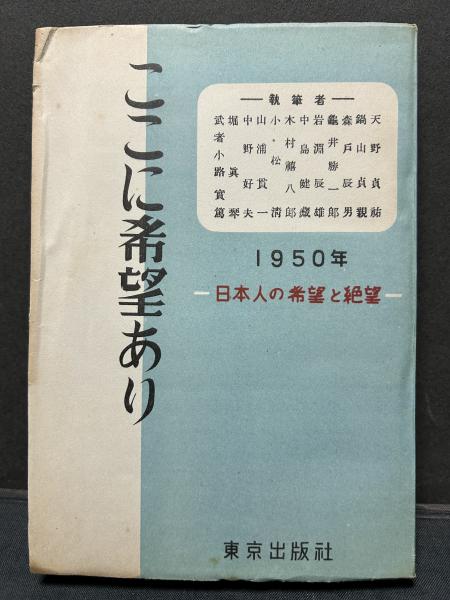 ここに希望あり
―執筆者―
天野貞祐
鍋山貞親
森戸辰男
龜井勝一郎
岩淵辰雄
中島健蔵
木村禧八郎
小松清
山浦貫一
中野好夫
堀眞琴
武者小路實篤
1950年
―日本人の希望と絶望―
東京出版社